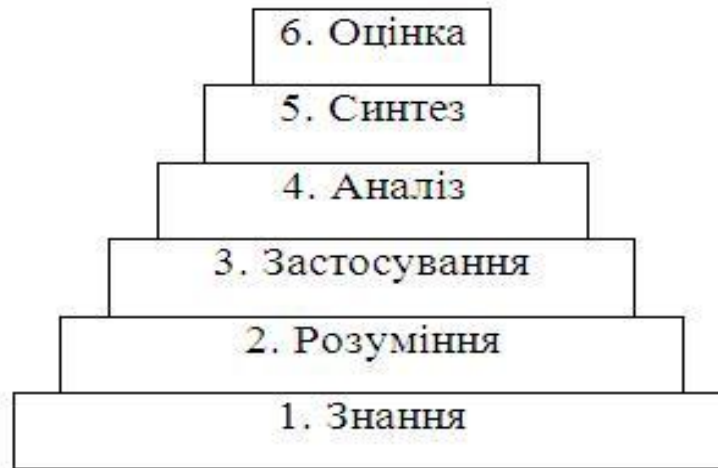 6. Оцінка
5. Синтез
4. Аналіз
3. Застосування
2. Розуміння
1. Знання